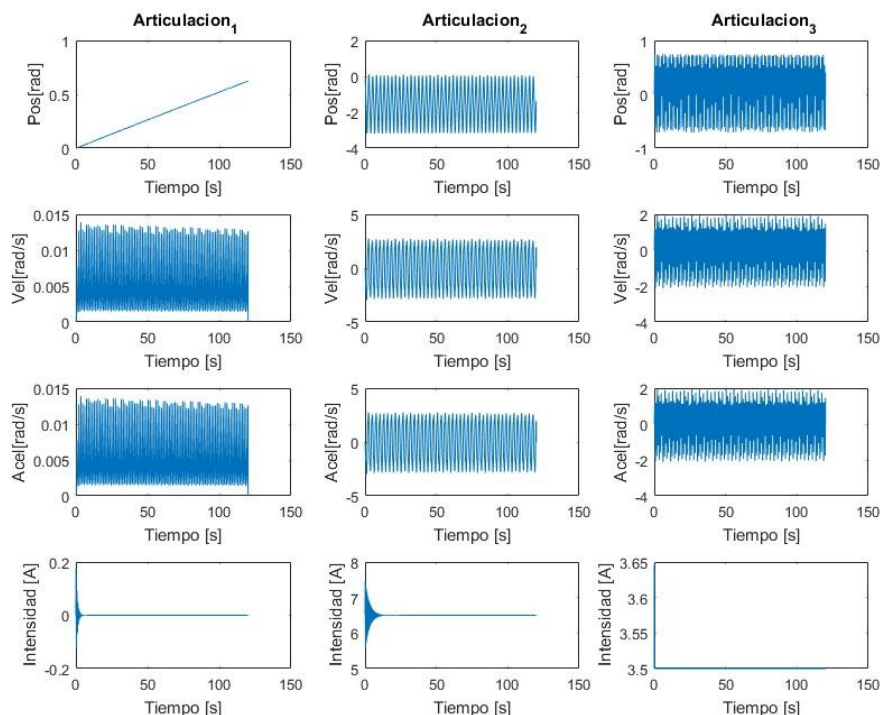 Articulacion₁ Articulacion₂ Articulacion₃
1 0.5 0 Pos[rad] 0 50 100 150 Tiempo [s]
2 0 -2 -4 Pos[rad] 0 50 100 150 Tiempo [s]
1 0 -1 Pos[rad] 0 50 100 150 Tiempo [s]
0.015 0.01 0.005 0 Vel[rad/s] 0 50 100 150 Tiempo [s]
5 0 -5 Vel[rad/s] 0 50 100 150 Tiempo [s]
2 0 -2 -4 Vel[rad/s] 0 50 100 150 Tiempo [s]
0.015 0.01 0.005 0 Acel[rad/s] 0 50 100 150 Tiempo [s]
5 0 -5 Acel[rad/s] 0 50 100 150 Tiempo [s]
2 0 -2 -4 Acel[rad/s] 0 50 100 150 Tiempo [s]
0.2 0 -0.2 Intensidad [A] 0 50 100 150 Tiempo [s]
8 7 6 5 Intensidad [A] 0 50 100 150 Tiempo [s]
3.65 3.6 3.55 3.5 Intensidad [A] 0 50 100 150 Tiempo [s]